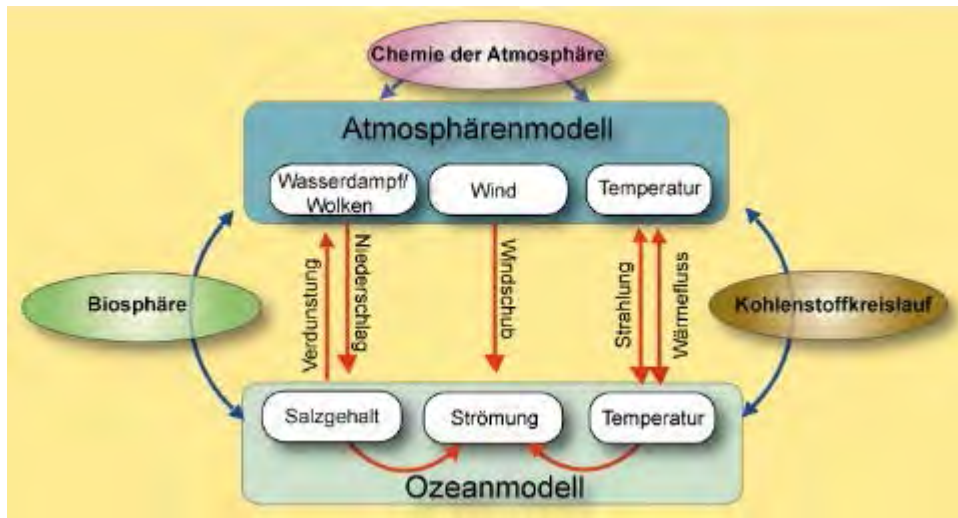 Chemie der Atmosphäre
Atmosphärenmodell
Wasserdampf/
Wolken
Wind
Temperatur
Verdunstung
Niederschlag
Windschub
Strahlung
Wärmefluss
Biosphäre
Kohlenstoffkreislauf
Salzgehalt
Strömung
Temperatur
Ozeanmodell